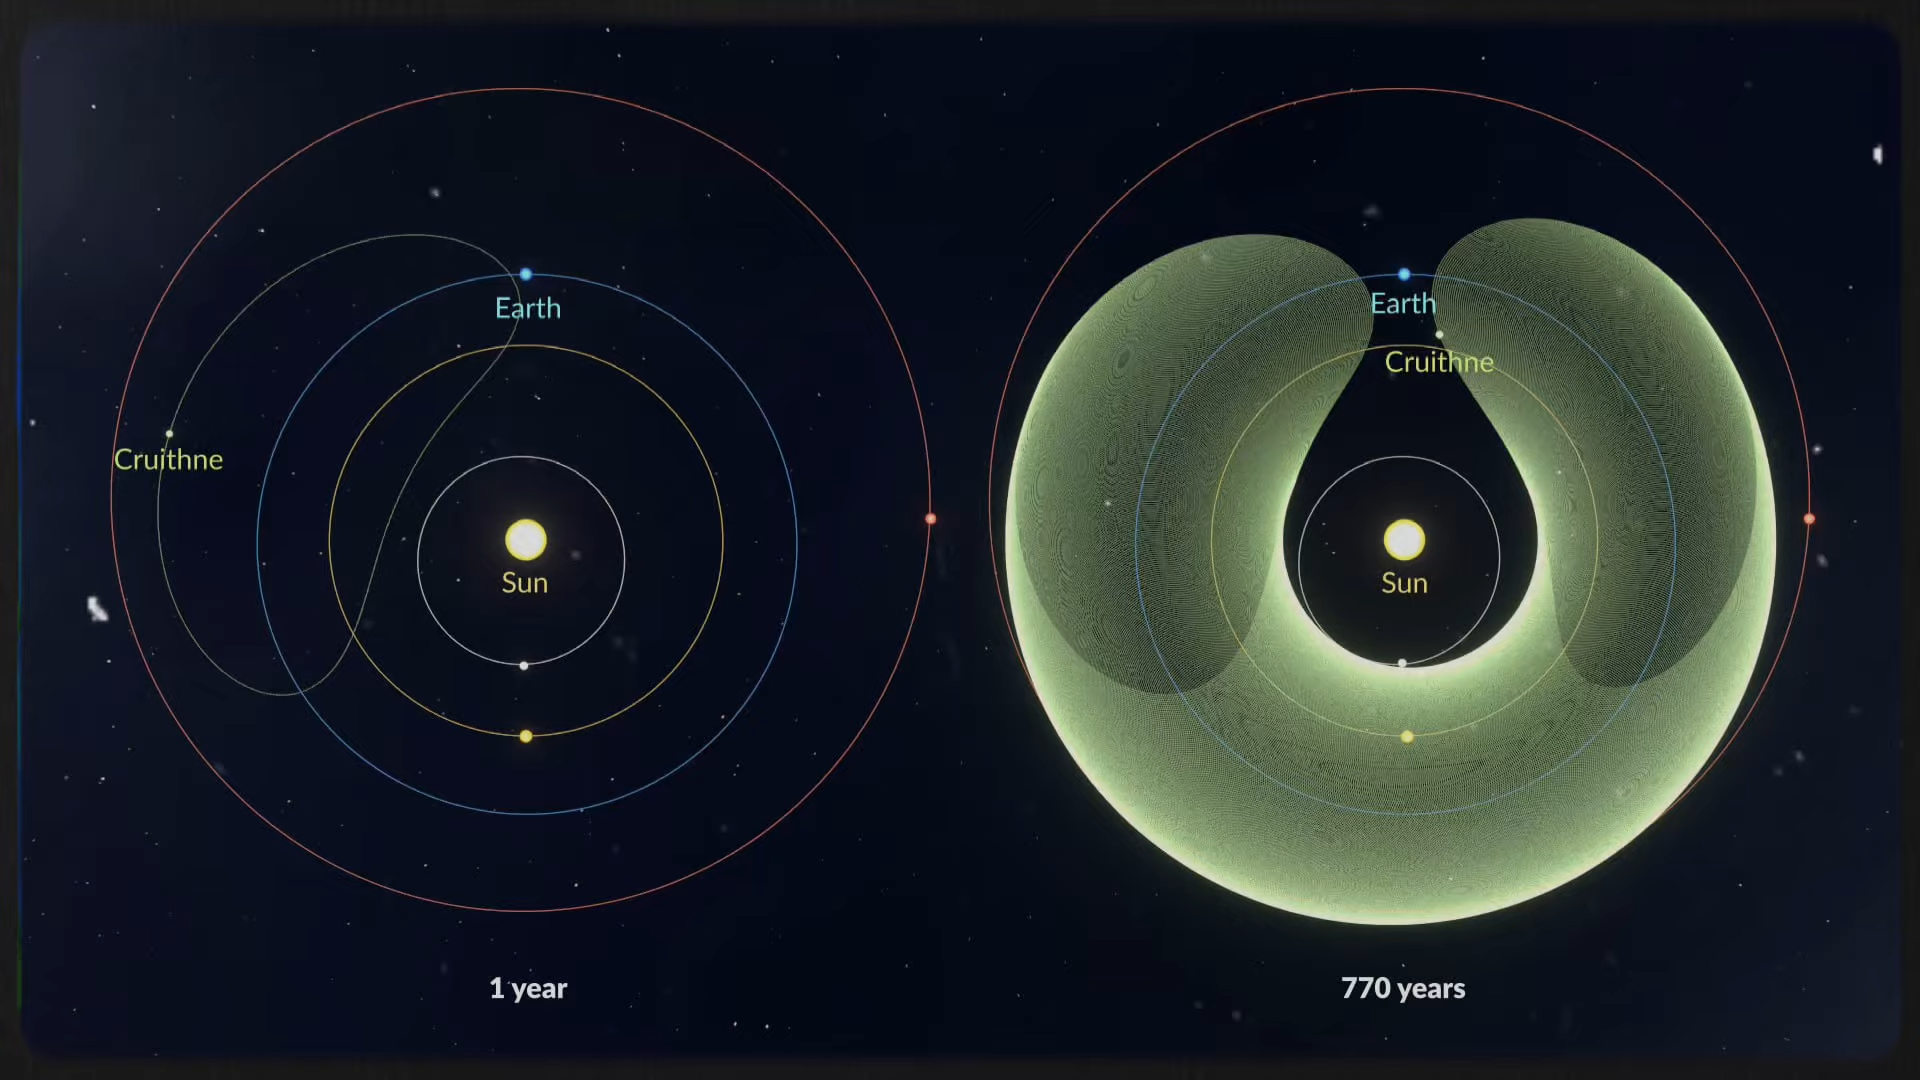 Earth
Cruithne
Sun
1 year
Earth
Cruithne
Sun
770 years